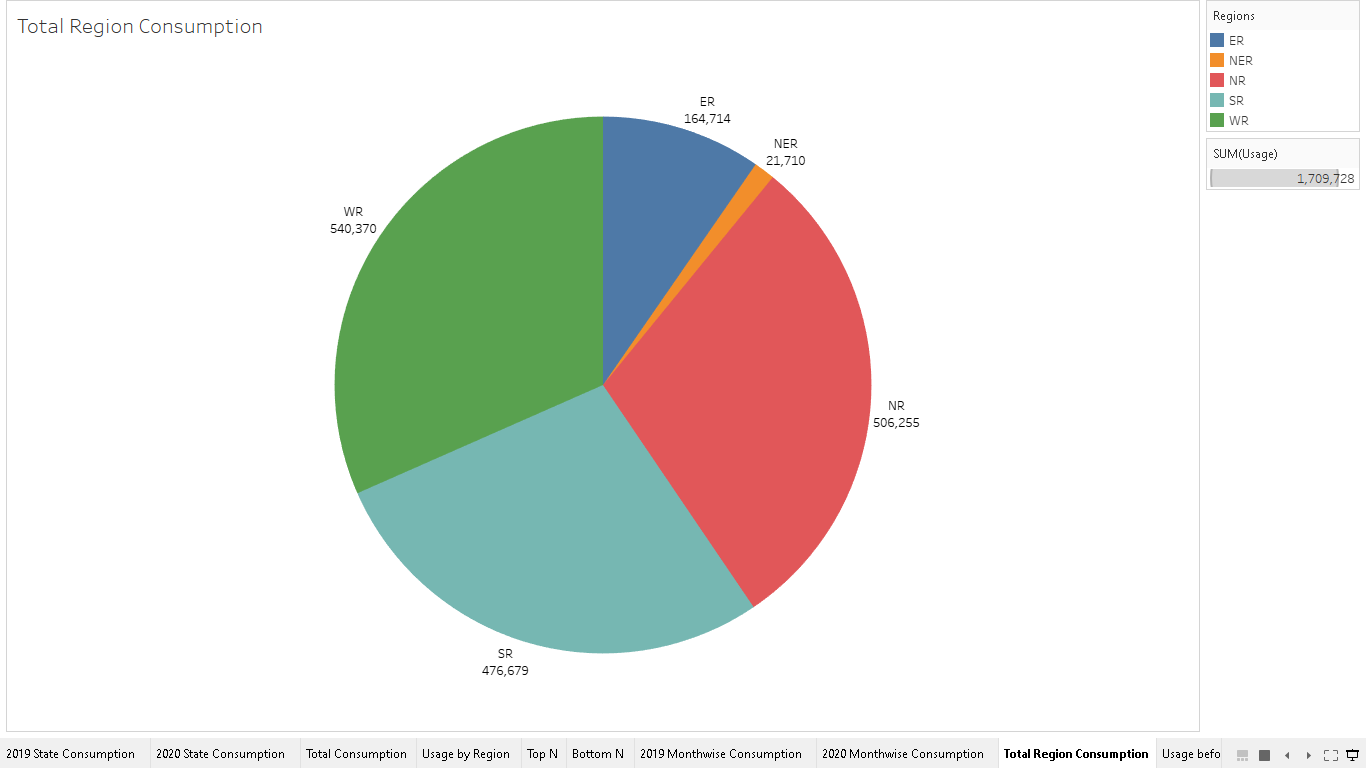 Total Region Consumption
Regions
ER
NER
NR
SR
WR
SUM(Usage)
1,709,728
ER
164,714
NER
21,710
WR
540,370
NR
506,255
SR
476,679
2019 State Consumption
2020 State Consumption
Total Consumption
Usage by Region
Top N
Bottom N
2019 Monthwise Consumption
2020 Monthwise Consumption
Total Region Consumption
Usage befo